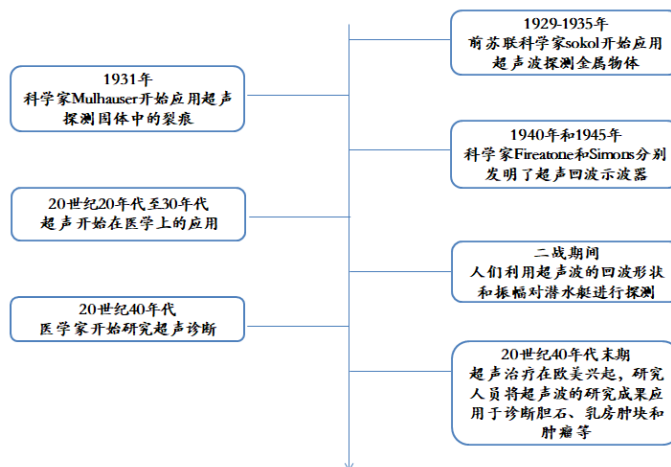 1929-1935年
前苏联科学家sokol开始应用
超声波探测金属物体
1931年
科学家Mulhauser开始应用超声
探测固体中的裂痕
1940年和1945年
科学家Fireatone和Simons分别
发明了超声回波示波器
20世纪20年代至30年代
超声开始在医学上的应用
二战期间
人们利用超声波的回波形状
和振幅对潜水艇进行探测
20世纪40年代
医学家开始研究超声诊断
20世纪40年代末期
超声治疗在欧美兴起，研究
人员将超声波的研究成果应
用于诊断胆石、乳房肿块和
肿瘤等